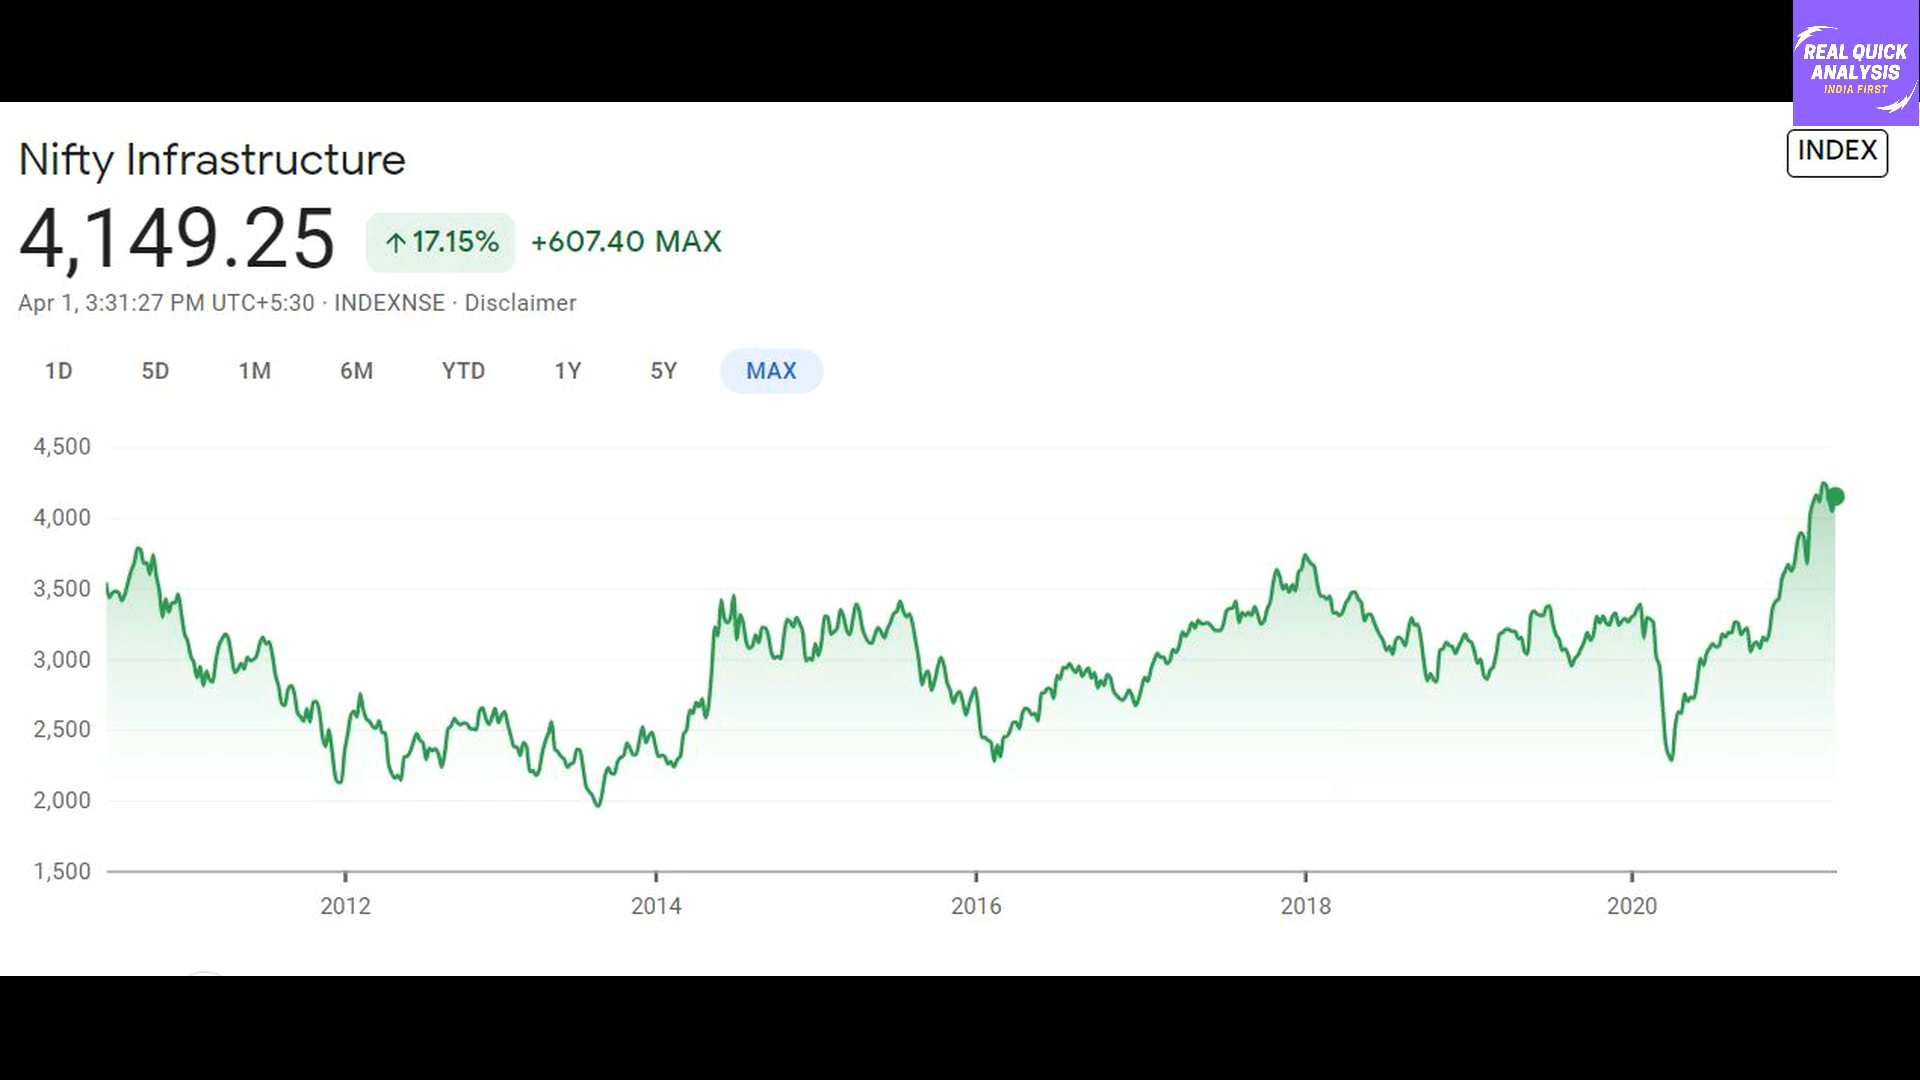 REAL QUICK
ANALYSIS
INDIA FIRST
Nifty Infrastructure
INDEX
4,149.25 ↑ 17.15% +607.40 MAX
Apr 1, 3:31:27 PM UTC+5:30 · INDEXNSE · Disclaimer
1D 5D 1M 6M YTD 1Y 5Y MAX
4,500
4,000
3,500
3,000
2,500
2,000
1,500
2012 2014 2016 2018 2020